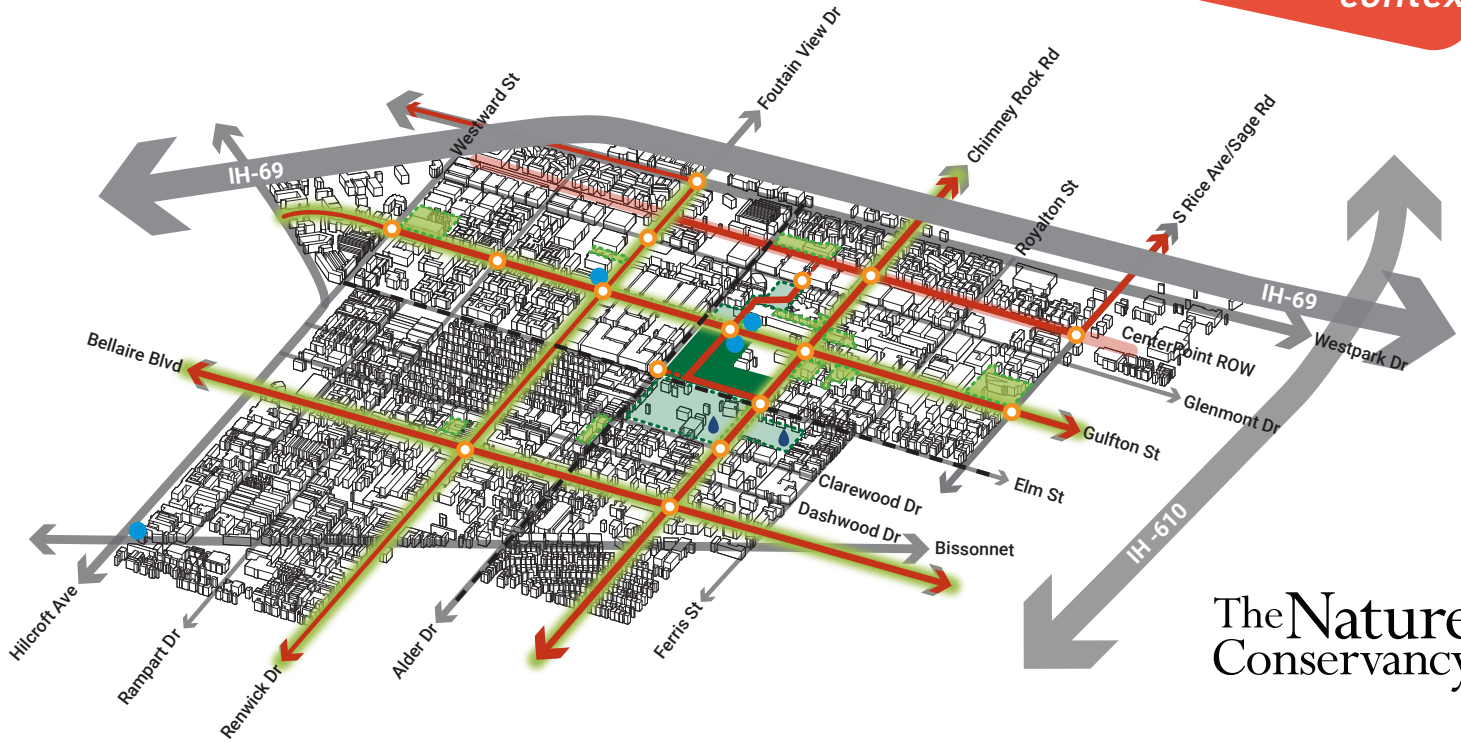 contex
Foutain View Dr
Chimney Rock Rd
Westward St
S Rice Ave/Sage Rd
IH-69
Royalton St
IH-69
Bellaire Blvd
CenterPoint ROW
Westpark Dr
Glenmont Dr
Gulfton St
Elm St
Clarewood Dr
Dashwood Dr
Bissonnet
IH -610
Hilcroft Ave
Rampart Dr
Renwick Dr
Alder Dr
Ferris St
The Nature
Conservancy